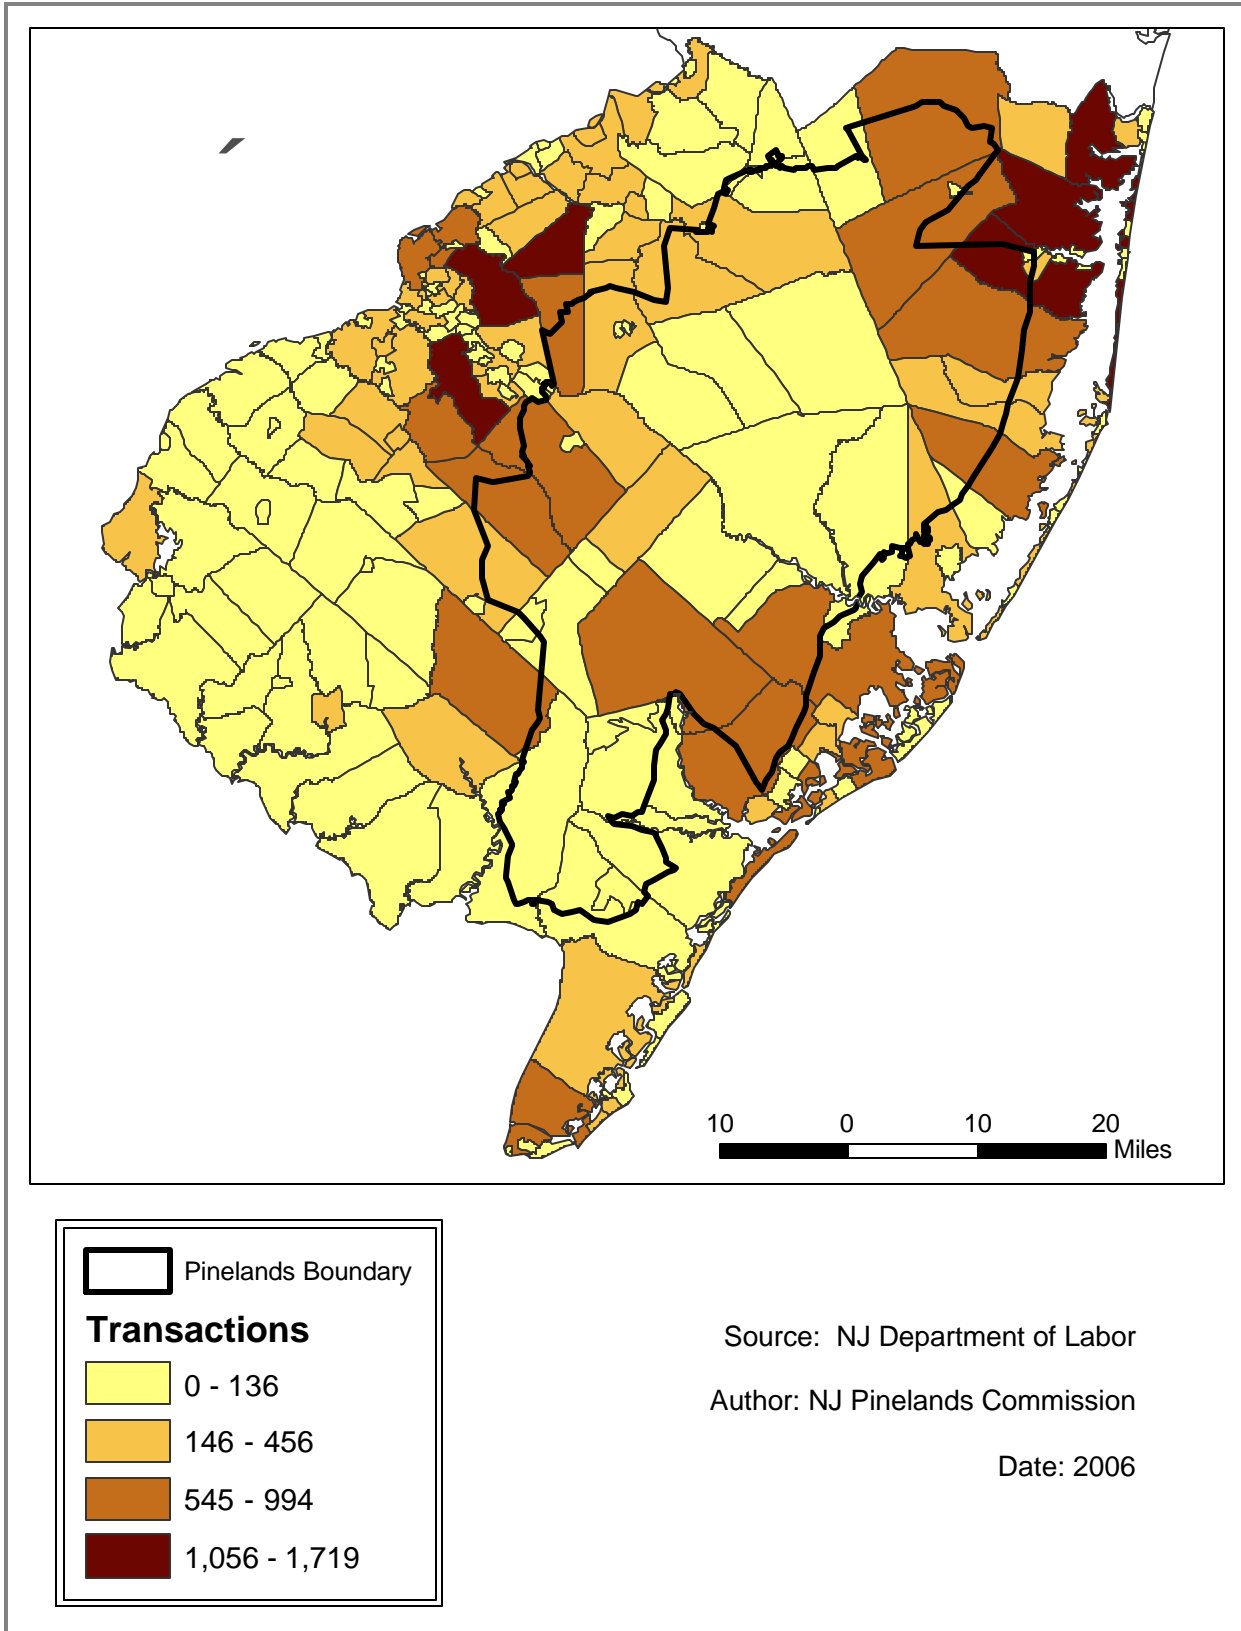 10 0 10 20
Miles
Pinelands Boundary
Transactions
0 - 136
146 - 456
545 - 994
1,056 - 1,719
Source: NJ Department of Labor
Author: NJ Pinelands Commission
Date: 2006